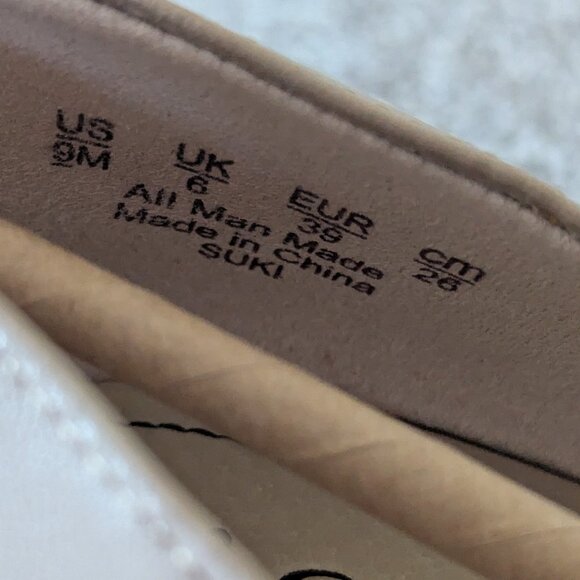 US UK EUR cm
9M 6 39 26
All Man Made
Made in China
SUKI